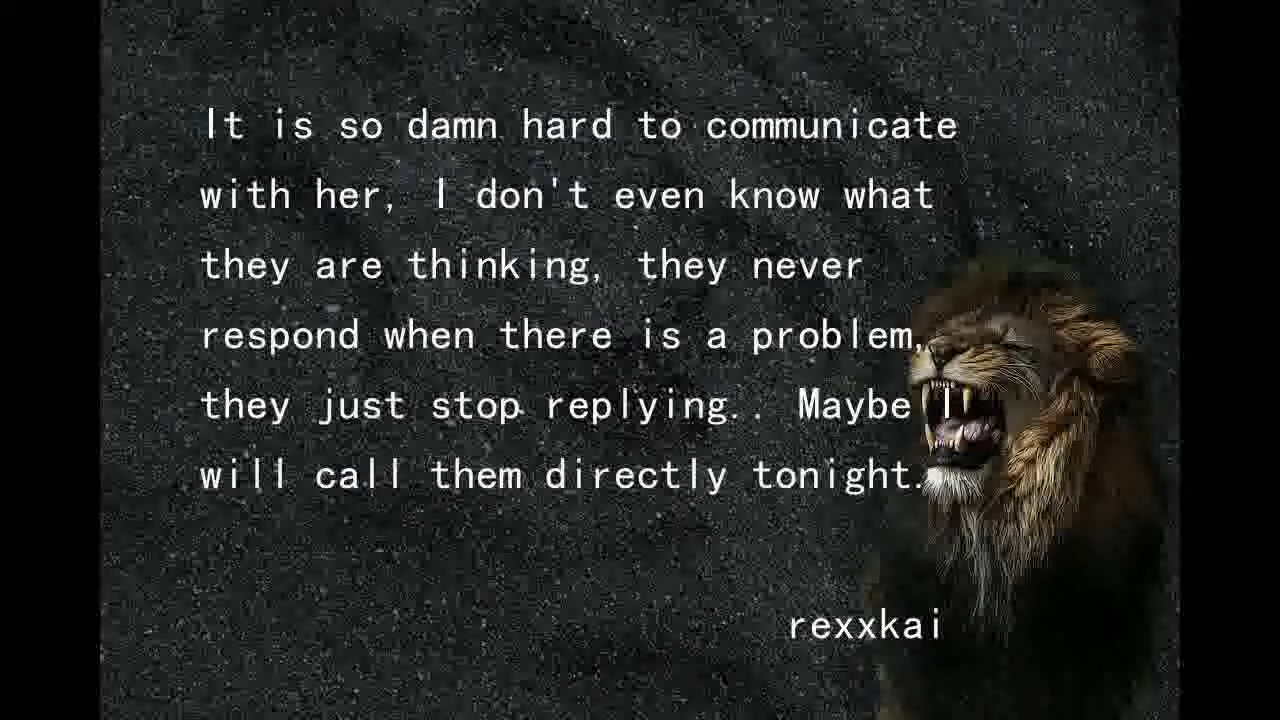 It is so damn hard to communicate
with her, I don't even know what
they are thinking, they never
respond when there is a problem,
they just stop replying.. Maybe I
will call them directly tonight.
rexxkai